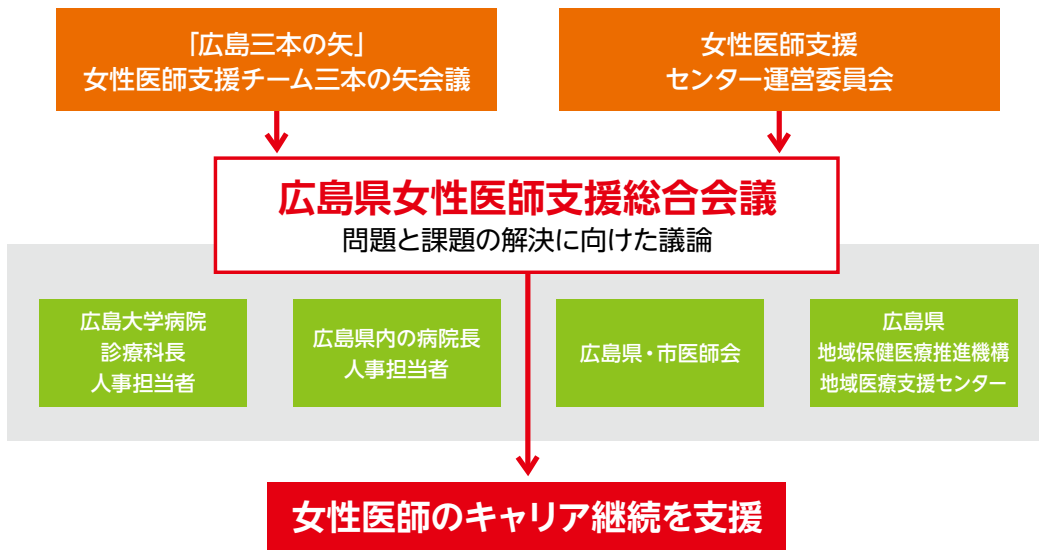 「広島三本の矢」
女性医師支援チーム三本の矢会議
女性医師支援
センター運営委員会
広島県女性医師支援総合会議
問題と課題の解決に向けた議論
広島大学病院
診療科長
人事担当者
広島県内の病院長
人事担当者
広島県・市医師会
広島県
地域保健医療推進機構
地域医療支援センター
女性医師のキャリア継続を支援